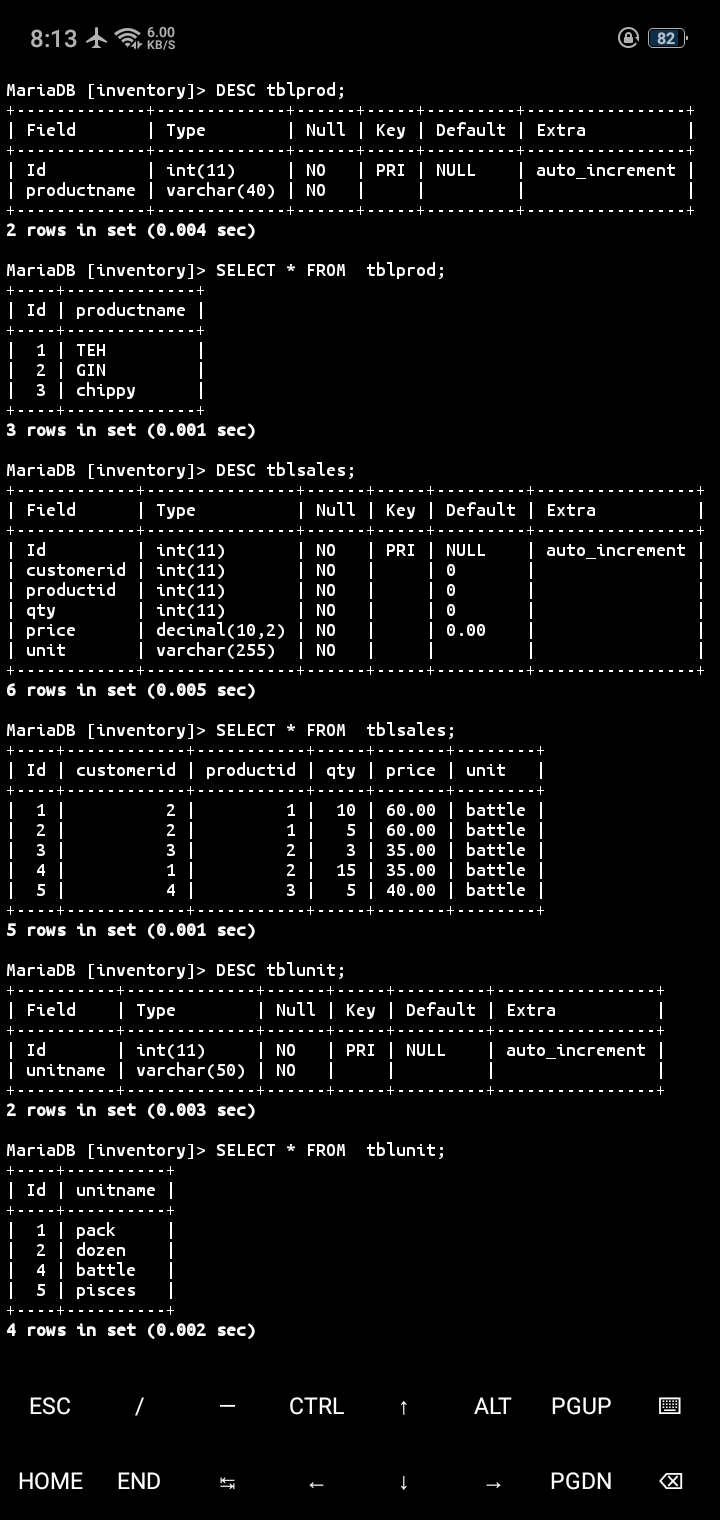 8:13 6.00 KB/S 82
MariaDB [inventory]> DESC tblprod;
+-------------+-------------+------+-----+---------+----------------+
| Field       | Type        | Null | Key | Default | Extra          |
+-------------+-------------+------+-----+---------+----------------+
| Id          | int(11)     | NO   | PRI | NULL    | auto_increment |
| productname | varchar(40) | NO   |     |         |                |
+-------------+-------------+------+-----+---------+----------------+
2 rows in set (0.004 sec)
MariaDB [inventory]> SELECT * FROM  tblprod;
+----+-------------+
| Id | productname |
+----+-------------+
|  1 | TEH         |
|  2 | GIN         |
|  3 | chippy      |
+----+-------------+
3 rows in set (0.001 sec)
MariaDB [inventory]> DESC tblsales;
+------------+---------------+------+-----+---------+----------------+
| Field      | Type          | Null | Key | Default | Extra          |
+------------+---------------+------+-----+---------+----------------+
| Id         | int(11)       | NO   | PRI | NULL    | auto_increment |
| customerid | int(11)       | NO   |     | 0       |                |
| productid  | int(11)       | NO   |     | 0       |                |
| qty        | int(11)       | NO   |     | 0       |                |
| price      | decimal(10,2) | NO   |     | 0.00    |                |
| unit       | varchar(255)  | NO   |     |         |                |
+------------+---------------+------+-----+---------+----------------+
6 rows in set (0.005 sec)
MariaDB [inventory]> SELECT * FROM  tblsales;
+----+------------+-----------+-----+-------+--------+
| Id | customerid | productid | qty | price | unit   |
+----+------------+-----------+-----+-------+--------+
|  1 |          2 |         1 |  10 | 60.00 | battle |
|  2 |          2 |         1 |   5 | 60.00 | battle |
|  3 |          3 |         2 |   3 | 35.00 | battle |
|  4 |          1 |         2 |  15 | 35.00 | battle |
|  5 |          4 |         3 |   5 | 40.00 | battle |
+----+------------+-----------+-----+-------+--------+
5 rows in set (0.001 sec)
MariaDB [inventory]> DESC tblunit;
+----------+-------------+------+-----+---------+----------------+
| Field    | Type        | Null | Key | Default | Extra          |
+----------+-------------+------+-----+---------+----------------+
| Id       | int(11)     | NO   | PRI | NULL    | auto_increment |
| unitname | varchar(50) | NO   |     |         |                |
+----------+-------------+------+-----+---------+----------------+
2 rows in set (0.003 sec)
MariaDB [inventory]> SELECT * FROM  tblunit;
+----+----------+
| Id | unitname |
+----+----------+
|  1 | pack     |
|  2 | dozen    |
|  4 | battle   |
|  5 | pisces   |
+----+----------+
4 rows in set (0.002 sec)
ESC / — CTRL ↑ ALT PGUP
HOME END ↹ ← ↓ → PGDN